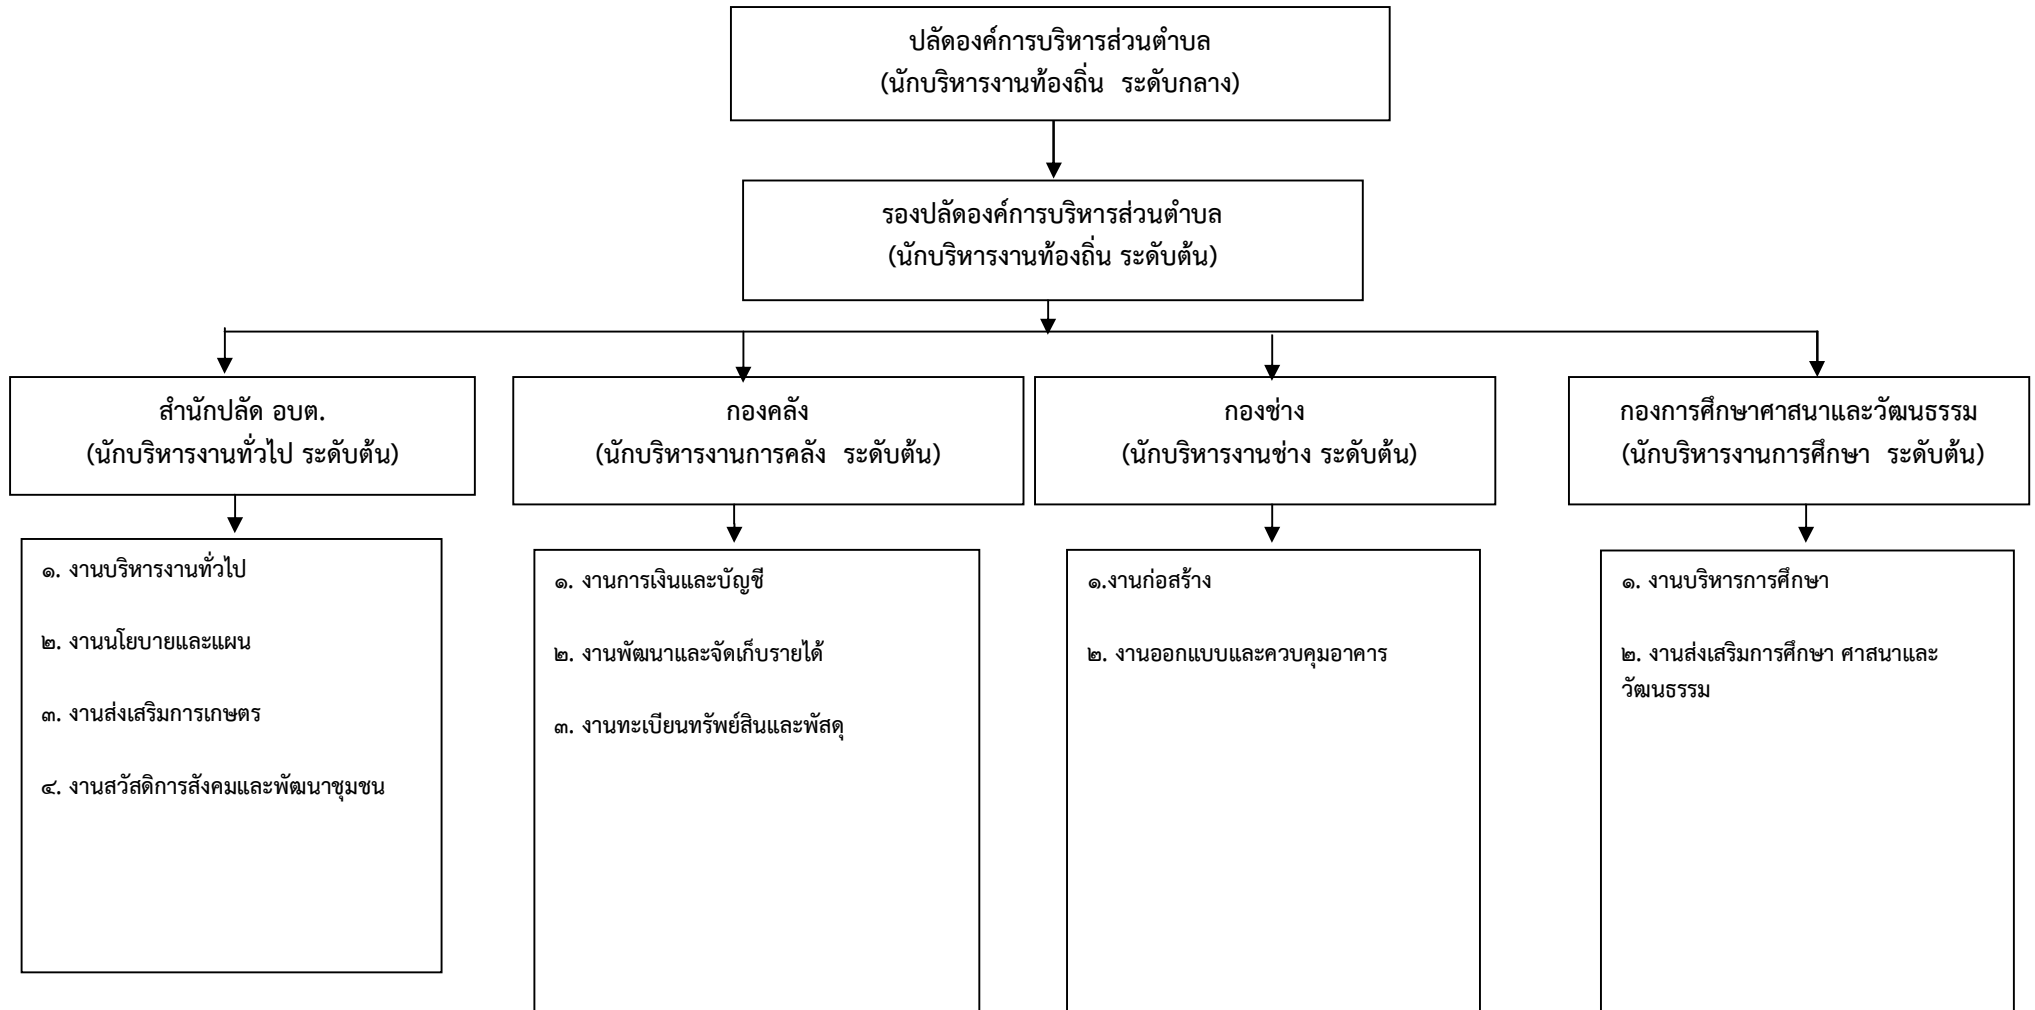 ปลัดองค์การบริหารส่วนตำบล
(นักบริหารงานท้องถิ่น  ระดับกลาง)
รองปลัดองค์การบริหารส่วนตำบล
(นักบริหารงานท้องถิ่น ระดับต้น)
สำนักปลัด อบต.
(นักบริหารงานทั่วไป ระดับต้น)
กองคลัง
(นักบริหารงานการคลัง  ระดับต้น)
กองช่าง
(นักบริหารงานช่าง ระดับต้น)
กองการศึกษาศาสนาและวัฒนธรรม
(นักบริหารงานการศึกษา  ระดับต้น)
๑. งานบริหารงานทั่วไป
๒. งานนโยบายและแผน
๓. งานส่งเสริมการเกษตร
๔. งานสวัสดิการสังคมและพัฒนาชุมชน
๑. งานการเงินและบัญชี
๒. งานพัฒนาและจัดเก็บรายได้
๓. งานทะเบียนทรัพย์สินและพัสดุ
๑.งานก่อสร้าง
๒. งานออกแบบและควบคุมอาคาร
๑. งานบริหารการศึกษา
๒. งานส่งเสริมการศึกษา ศาสนาและ
วัฒนธรรม